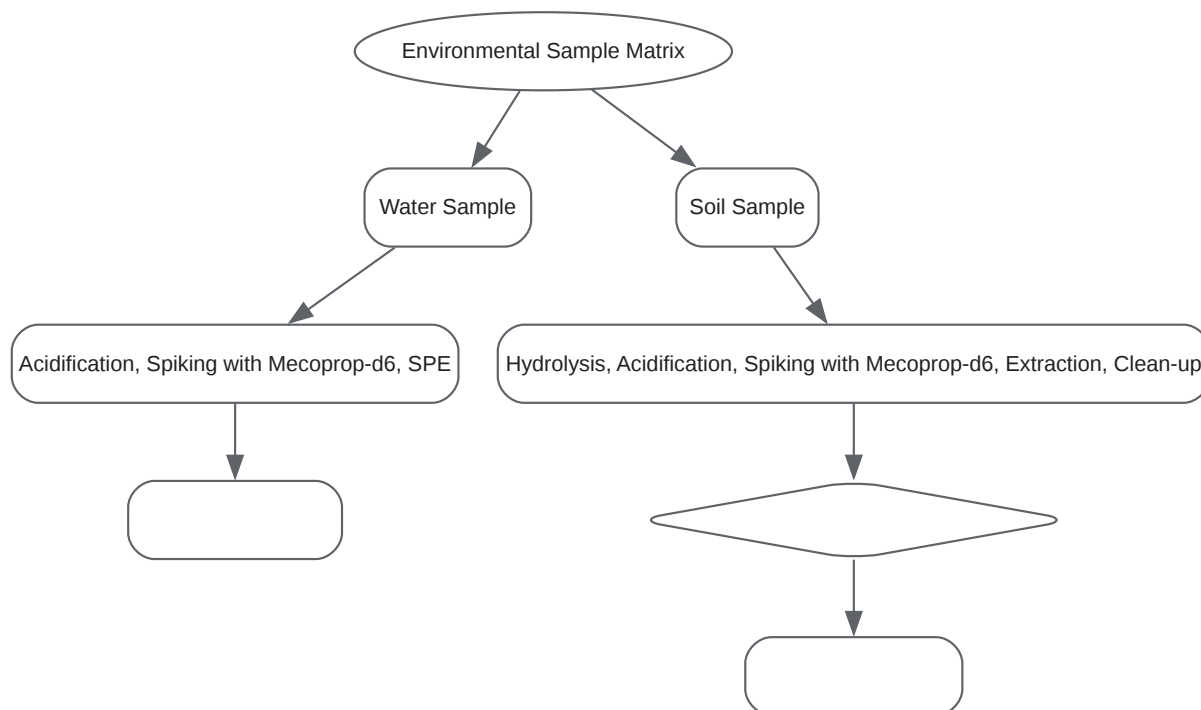 Environmental Sample Matrix
Water Sample
Soil Sample
Acidification, Spiking with Mecoprop-d6, SPE
Hydrolysis, Acidification, Spiking with Mecoprop-d6, Extraction, Clean-up